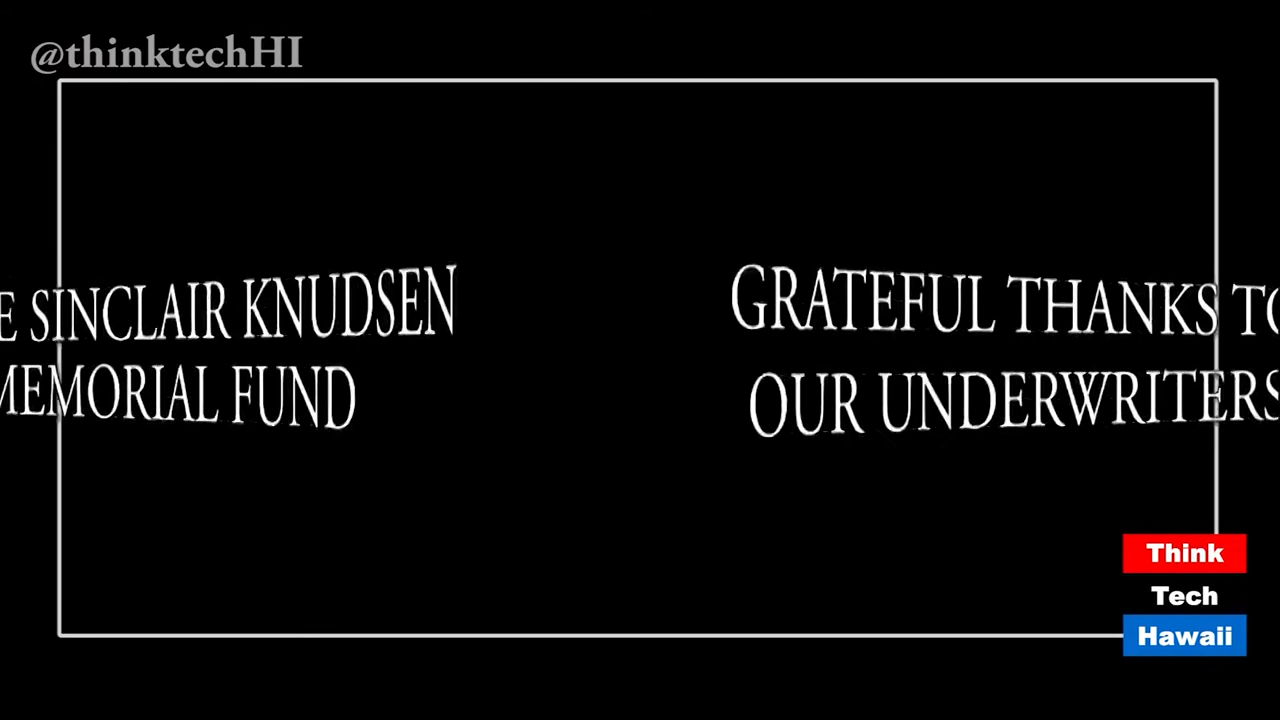 @thinktechHI
E SINCLAIR KNUDSEN
MEMORIAL FUND
GRATEFUL THANKS TO
OUR UNDERWRITERS
Think
Tech
Hawaii